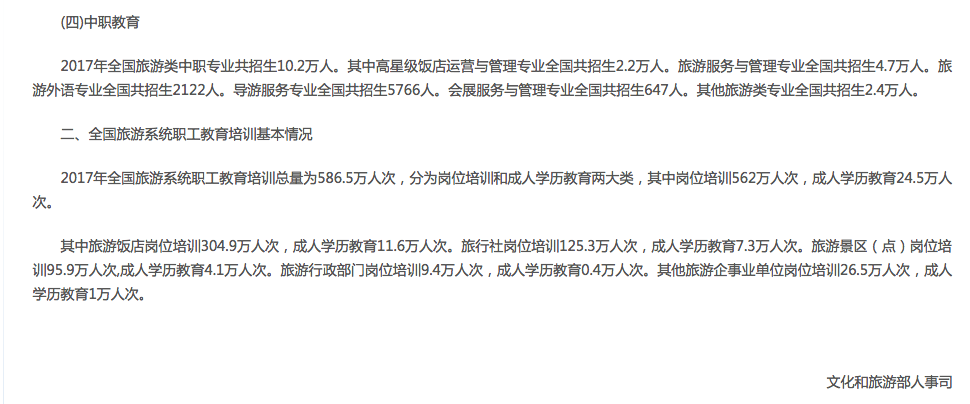 (四)中职教育
2017年全国旅游类中职专业共招生10.2万人。其中高星级饭店运营与管理专业全国共招生2.2万人。旅游服务与管理专业全国共招生4.7万人。旅
游外语专业全国共招生2122人。导游服务专业全国共招生5766人。会展服务与管理专业全国共招生647人。其他旅游类专业全国共招生2.4万人。
二、全国旅游系统职工教育培训基本情况
2017年全国旅游系统职工教育培训总量为586.5万人次，分为岗位培训和成人学历教育两大类，其中岗位培训562万人次，成人学历教育24.5万人
次。
其中旅游饭店岗位培训304.9万人次，成人学历教育11.6万人次。旅行社岗位培训125.3万人次，成人学历教育7.3万人次。旅游景区（点）岗位培
训95.9万人次,成人学历教育4.1万人次。旅游行政部门岗位培训9.4万人次，成人学历教育0.4万人次。其他旅游企事业单位岗位培训26.5万人次，成人
学历教育1万人次。
文化和旅游部人事司